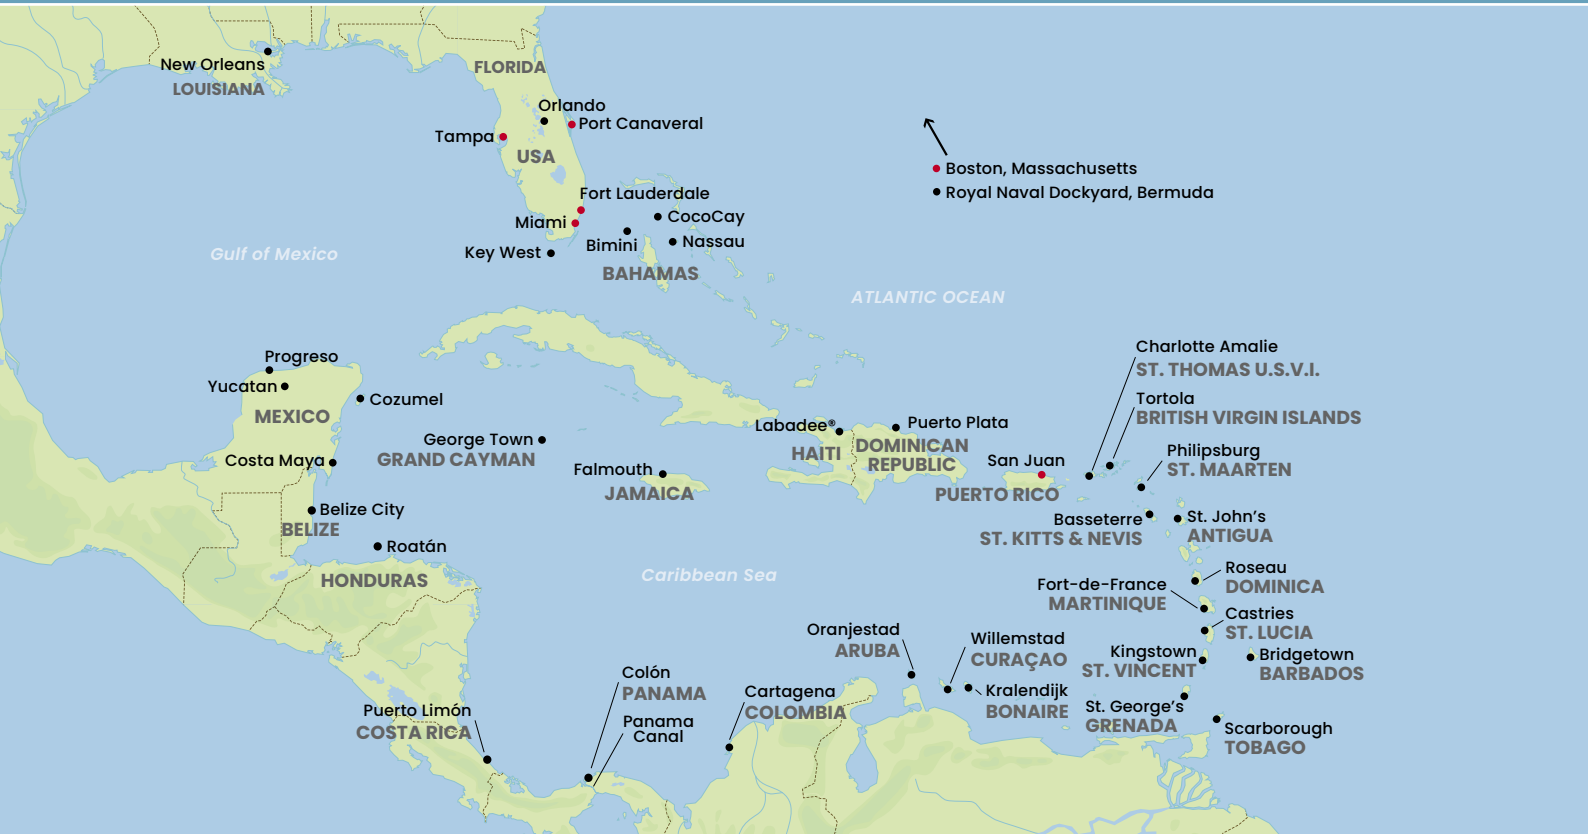 New Orleans
LOUISIANA
FLORIDA
Orlando
Port Canaveral
Tampa
USA
Boston, Massachusetts
Royal Naval Dockyard, Bermuda
Fort Lauderdale
Miami
CocoCay
Key West
Bimini
Nassau
BAHAMAS
Gulf of Mexico
ATLANTIC OCEAN
Progreso
Yucatan
MEXICO
Cozumel
Costa Maya
George Town
GRAND CAYMAN
Falmouth
JAMAICA
Labadee®
HAITI
Puerto Plata
DOMINICAN
REPUBLIC
San Juan
PUERTO RICO
Charlotte Amalie
ST. THOMAS U.S.V.I.
Tortola
BRITISH VIRGIN ISLANDS
Philipsburg
ST. MAARTEN
Basseterre
ST. KITTS & NEVIS
St. John’s
ANTIGUA
Belize City
BELIZE
Roatán
HONDURAS
Caribbean Sea
Roseau
DOMINICA
Fort-de-France
MARTINIQUE
Castries
ST. LUCIA
Kingstown
ST. VINCENT
Bridgetown
BARBADOS
Oranjestad
ARUBA
Willemstad
CURAÇAO
Kralendijk
BONAIRE
St. George’s
GRENADA
Scarborough
TOBAGO
Colón
PANAMA
Panama
Canal
Cartagena
COLOMBIA
Puerto Limón
COSTA RICA